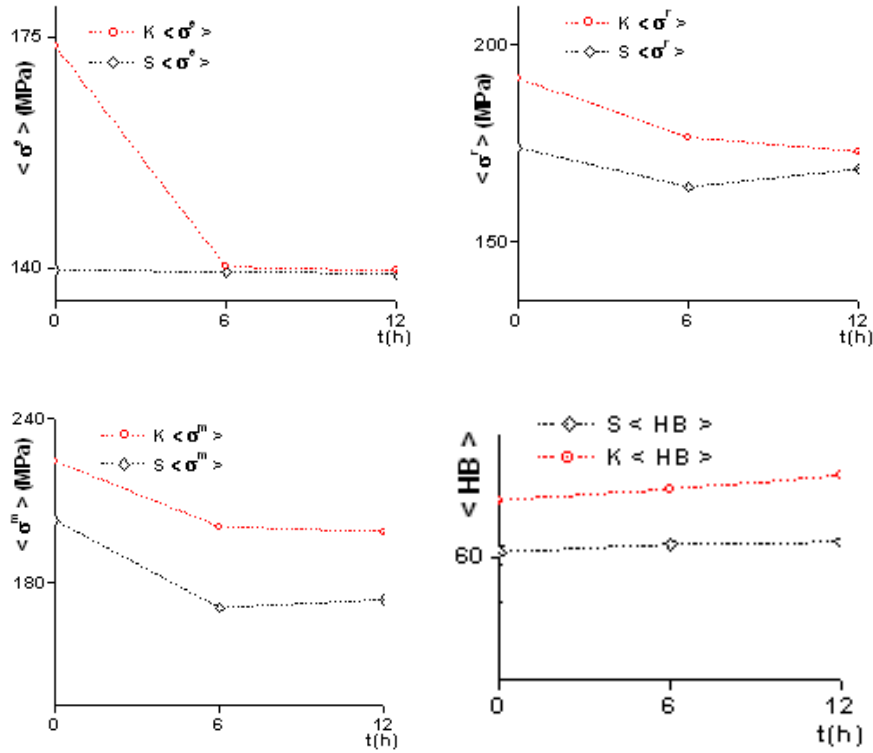 175
K < σᵉ >
S < σᵉ >
< σᵉ > (MPa)
140
0 6 12
t(h)
200
K < σʳ >
S < σʳ >
< σʳ > (MPa)
150
0 6 12
t(h)
240
K < σᵐ >
S < σᵐ >
< σᵐ > (MPa)
180
0 6 12
t(h)
S < HB >
K < HB >
< HB >
60
0 6 12
t(h)